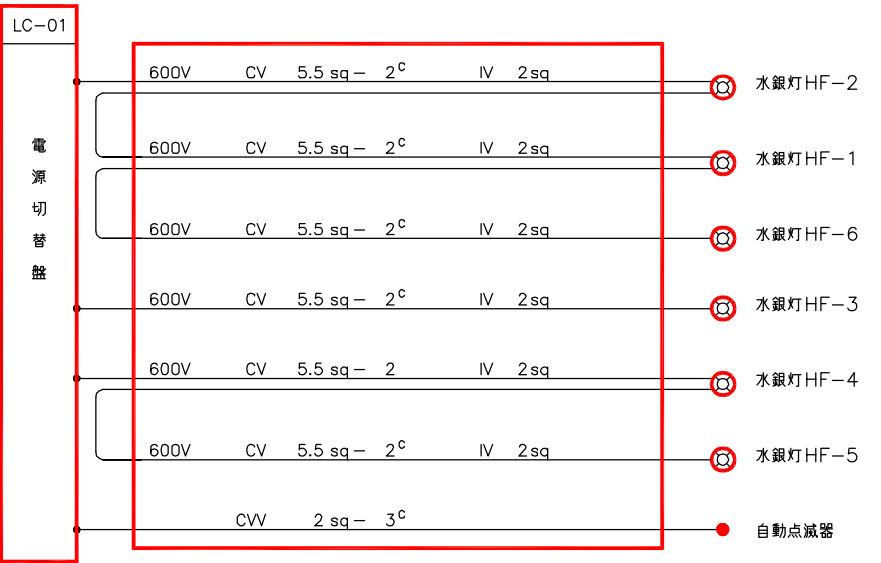 LC-01
電源切替盤
600V CV 5.5 sq - 2C IV 2sq 水銀灯HF-2
600V CV 5.5 sq - 2C IV 2sq 水銀灯HF-1
600V CV 5.5 sq - 2C IV 2sq 水銀灯HF-6
600V CV 5.5 sq - 2C IV 2sq 水銀灯HF-3
600V CV 5.5 sq - 2 IV 2sq 水銀灯HF-4
600V CV 5.5 sq - 2C IV 2sq 水銀灯HF-5
CVV 2 sq - 3C 自動点滅器